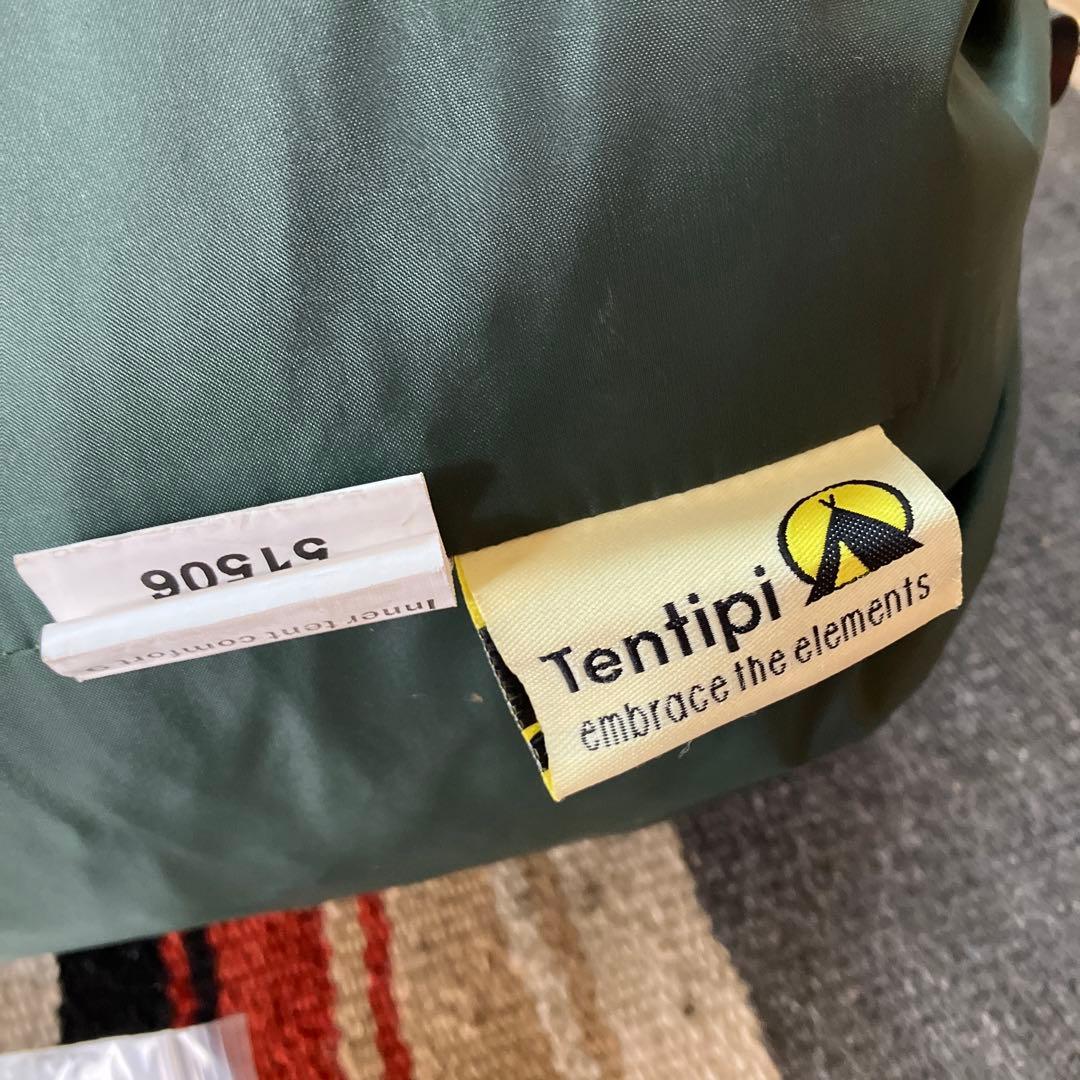 51506
Inner tent comfort
Tentipi
embrace the elements